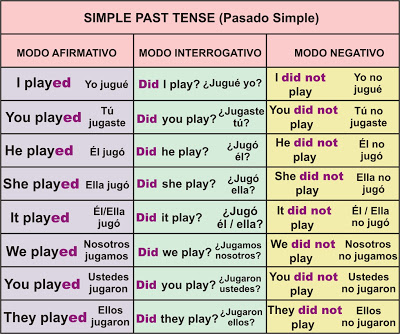 SIMPLE PAST TENSE (Pasado Simple)
MODO AFIRMATIVO MODO INTERROGATIVO MODO NEGATIVO
I played Yo jugué Did I play? ¿Jugué yo? I did not play Yo no jugué
You played Tú jugaste Did you play? ¿Jugaste tú? You did not play Tú no jugaste
He played Él jugó Did he play? ¿Jugó él? He did not play Él no jugó
She played Ella jugó Did she play? ¿Jugó ella? She did not play Ella no jugó
It played Él/Ella jugó Did it play? ¿Jugó él / ella? It did not play Él / Ella no jugó
We played Nosotros jugamos Did we play? ¿Jugamos nosotros? We did not play Nosotros no jugamos
You played Ustedes jugaron Did you play? ¿Jugaron ustedes? You did not play Ustedes no jugaron
They played Ellos jugaron Did they play? ¿Jugaron ellos? They did not play Ellos no jugaron